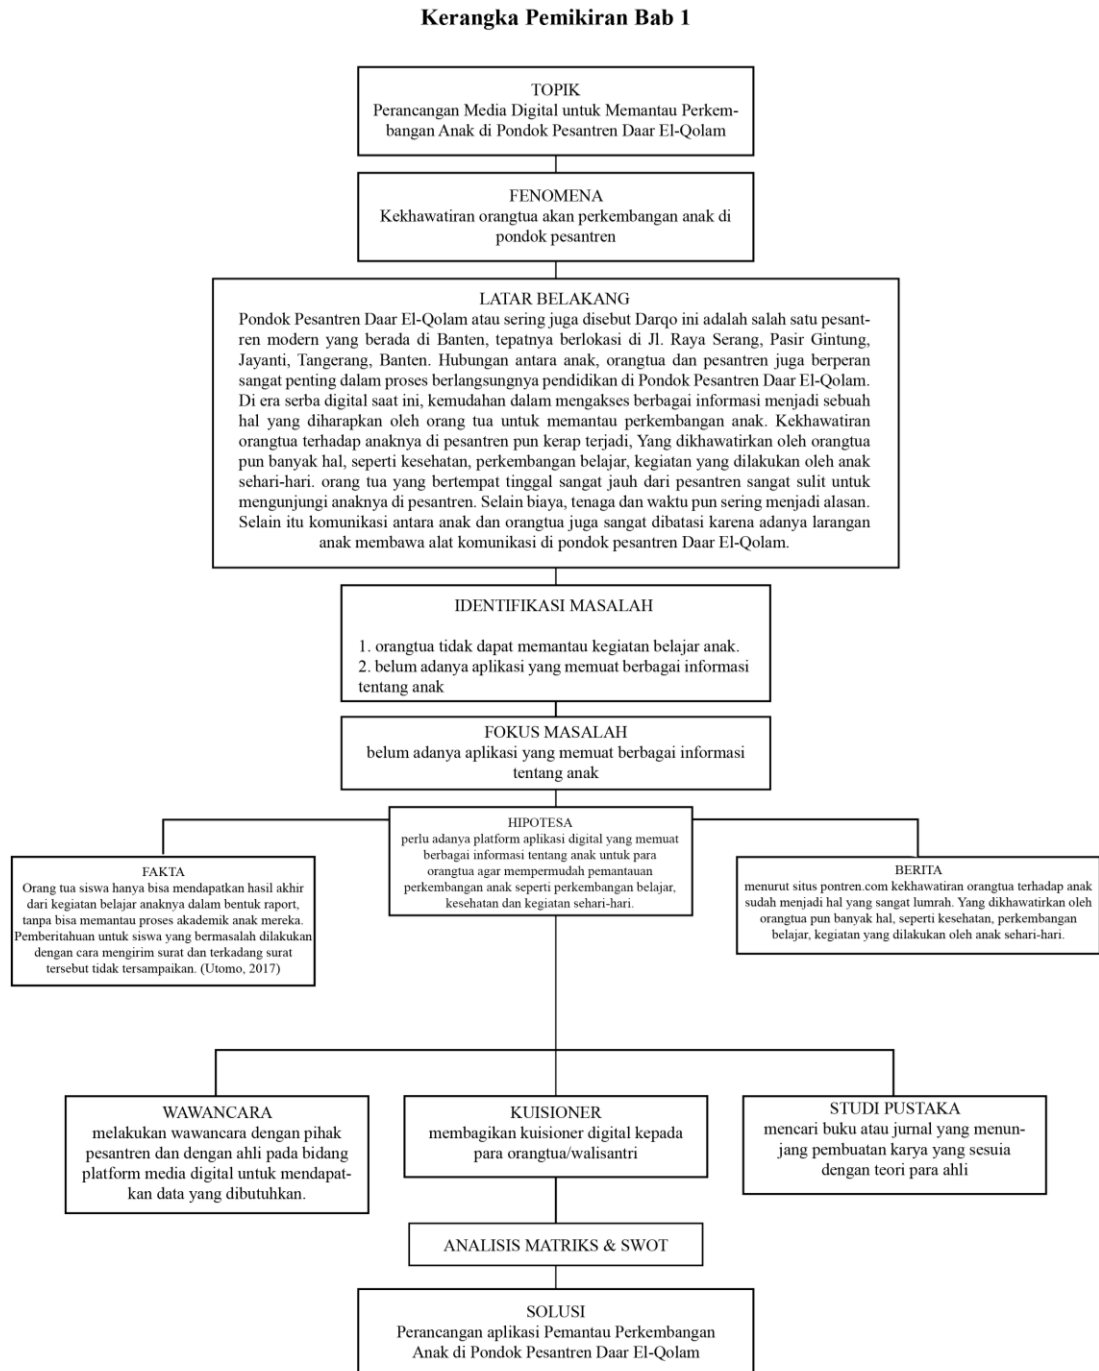 Kerangka Pemikiran Bab 1
TOPIK
Perancangan Media Digital untuk Memantau Perkem-
bangan Anak di Pondok Pesantren Daar El-Qolam
FENOMENA
Kekhawatiran orangtua akan perkembangan anak di
pondok pesantren
LATAR BELAKANG
Pondok Pesantren Daar El-Qolam atau sering juga disebut Darqo ini adalah salah satu pesant-
ren modern yang berada di Banten, tepatnya berlokasi di Jl. Raya Serang, Pasir Gintung,
Jayanti, Tangerang, Banten. Hubungan antara anak, orangtua dan pesantren juga berperan
sangat penting dalam proses berlangsungnya pendidikan di Pondok Pesantren Daar El-Qolam.
Di era serba digital saat ini, kemudahan dalam mengakses berbagai informasi menjadi sebuah
hal yang diharapkan oleh orang tua untuk memantau perkembangan anak. Kekhawatiran
orangtua terhadap anaknya di pesantren pun kerap terjadi, Yang dikhawatirkan oleh orangtua
pun banyak hal, seperti kesehatan, perkembangan belajar, kegiatan yang dilakukan oleh anak
sehari-hari. orang tua yang bertempat tinggal sangat jauh dari pesantren sangat sulit untuk
mengunjungi anaknya di pesantren. Selain biaya, tenaga dan waktu pun sering menjadi alasan.
Selain itu komunikasi antara anak dan orangtua juga sangat dibatasi karena adanya larangan
anak membawa alat komunikasi di pondok pesantren Daar El-Qolam.
IDENTIFIKASI MASALAH
1. orangtua tidak dapat memantau kegiatan belajar anak.
2. belum adanya aplikasi yang memuat berbagai informasi
tentang anak
FOKUS MASALAH
belum adanya aplikasi yang memuat berbagai informasi
tentang anak
FAKTA
Orang tua siswa hanya bisa mendapatkan hasil akhir
dari kegiatan belajar anaknya dalam bentuk raport,
tanpa bisa memantau proses akademik anak mereka.
Pemberitahuan untuk siswa yang bermasalah dilakukan
dengan cara mengirim surat dan terkadang surat
tersebut tidak tersampaikan. (Utomo, 2017)
HIPOTESA
perlu adanya platform aplikasi digital yang memuat
berbagai informasi tentang anak untuk para
orangtua agar mempermudah pemantauan
perkembangan anak seperti perkembangan belajar,
kesehatan dan kegiatan sehari-hari.
BERITA
menurut situs pontren.com kekhawatiran orangtua terhadap anak
sudah menjadi hal yang sangat lumrah. Yang dikhawatirkan oleh
orangtua pun banyak hal, seperti kesehatan, perkembangan
belajar, kegiatan yang dilakukan oleh anak sehari-hari.
WAWANCARA
melakukan wawancara dengan pihak
pesantren dan dengan ahli pada bidang
platform media digital untuk mendapat-
kan data yang dibutuhkan.
KUISIONER
membagikan kuisioner digital kepada
para orangtua/walisantri
STUDI PUSTAKA
mencari buku atau jurnal yang menun-
jang pembuatan karya yang sesuia
dengan teori para ahli
ANALISIS MATRIKS & SWOT
SOLUSI
Perancangan aplikasi Pemantau Perkembangan
Anak di Pondok Pesantren Daar El-Qolam